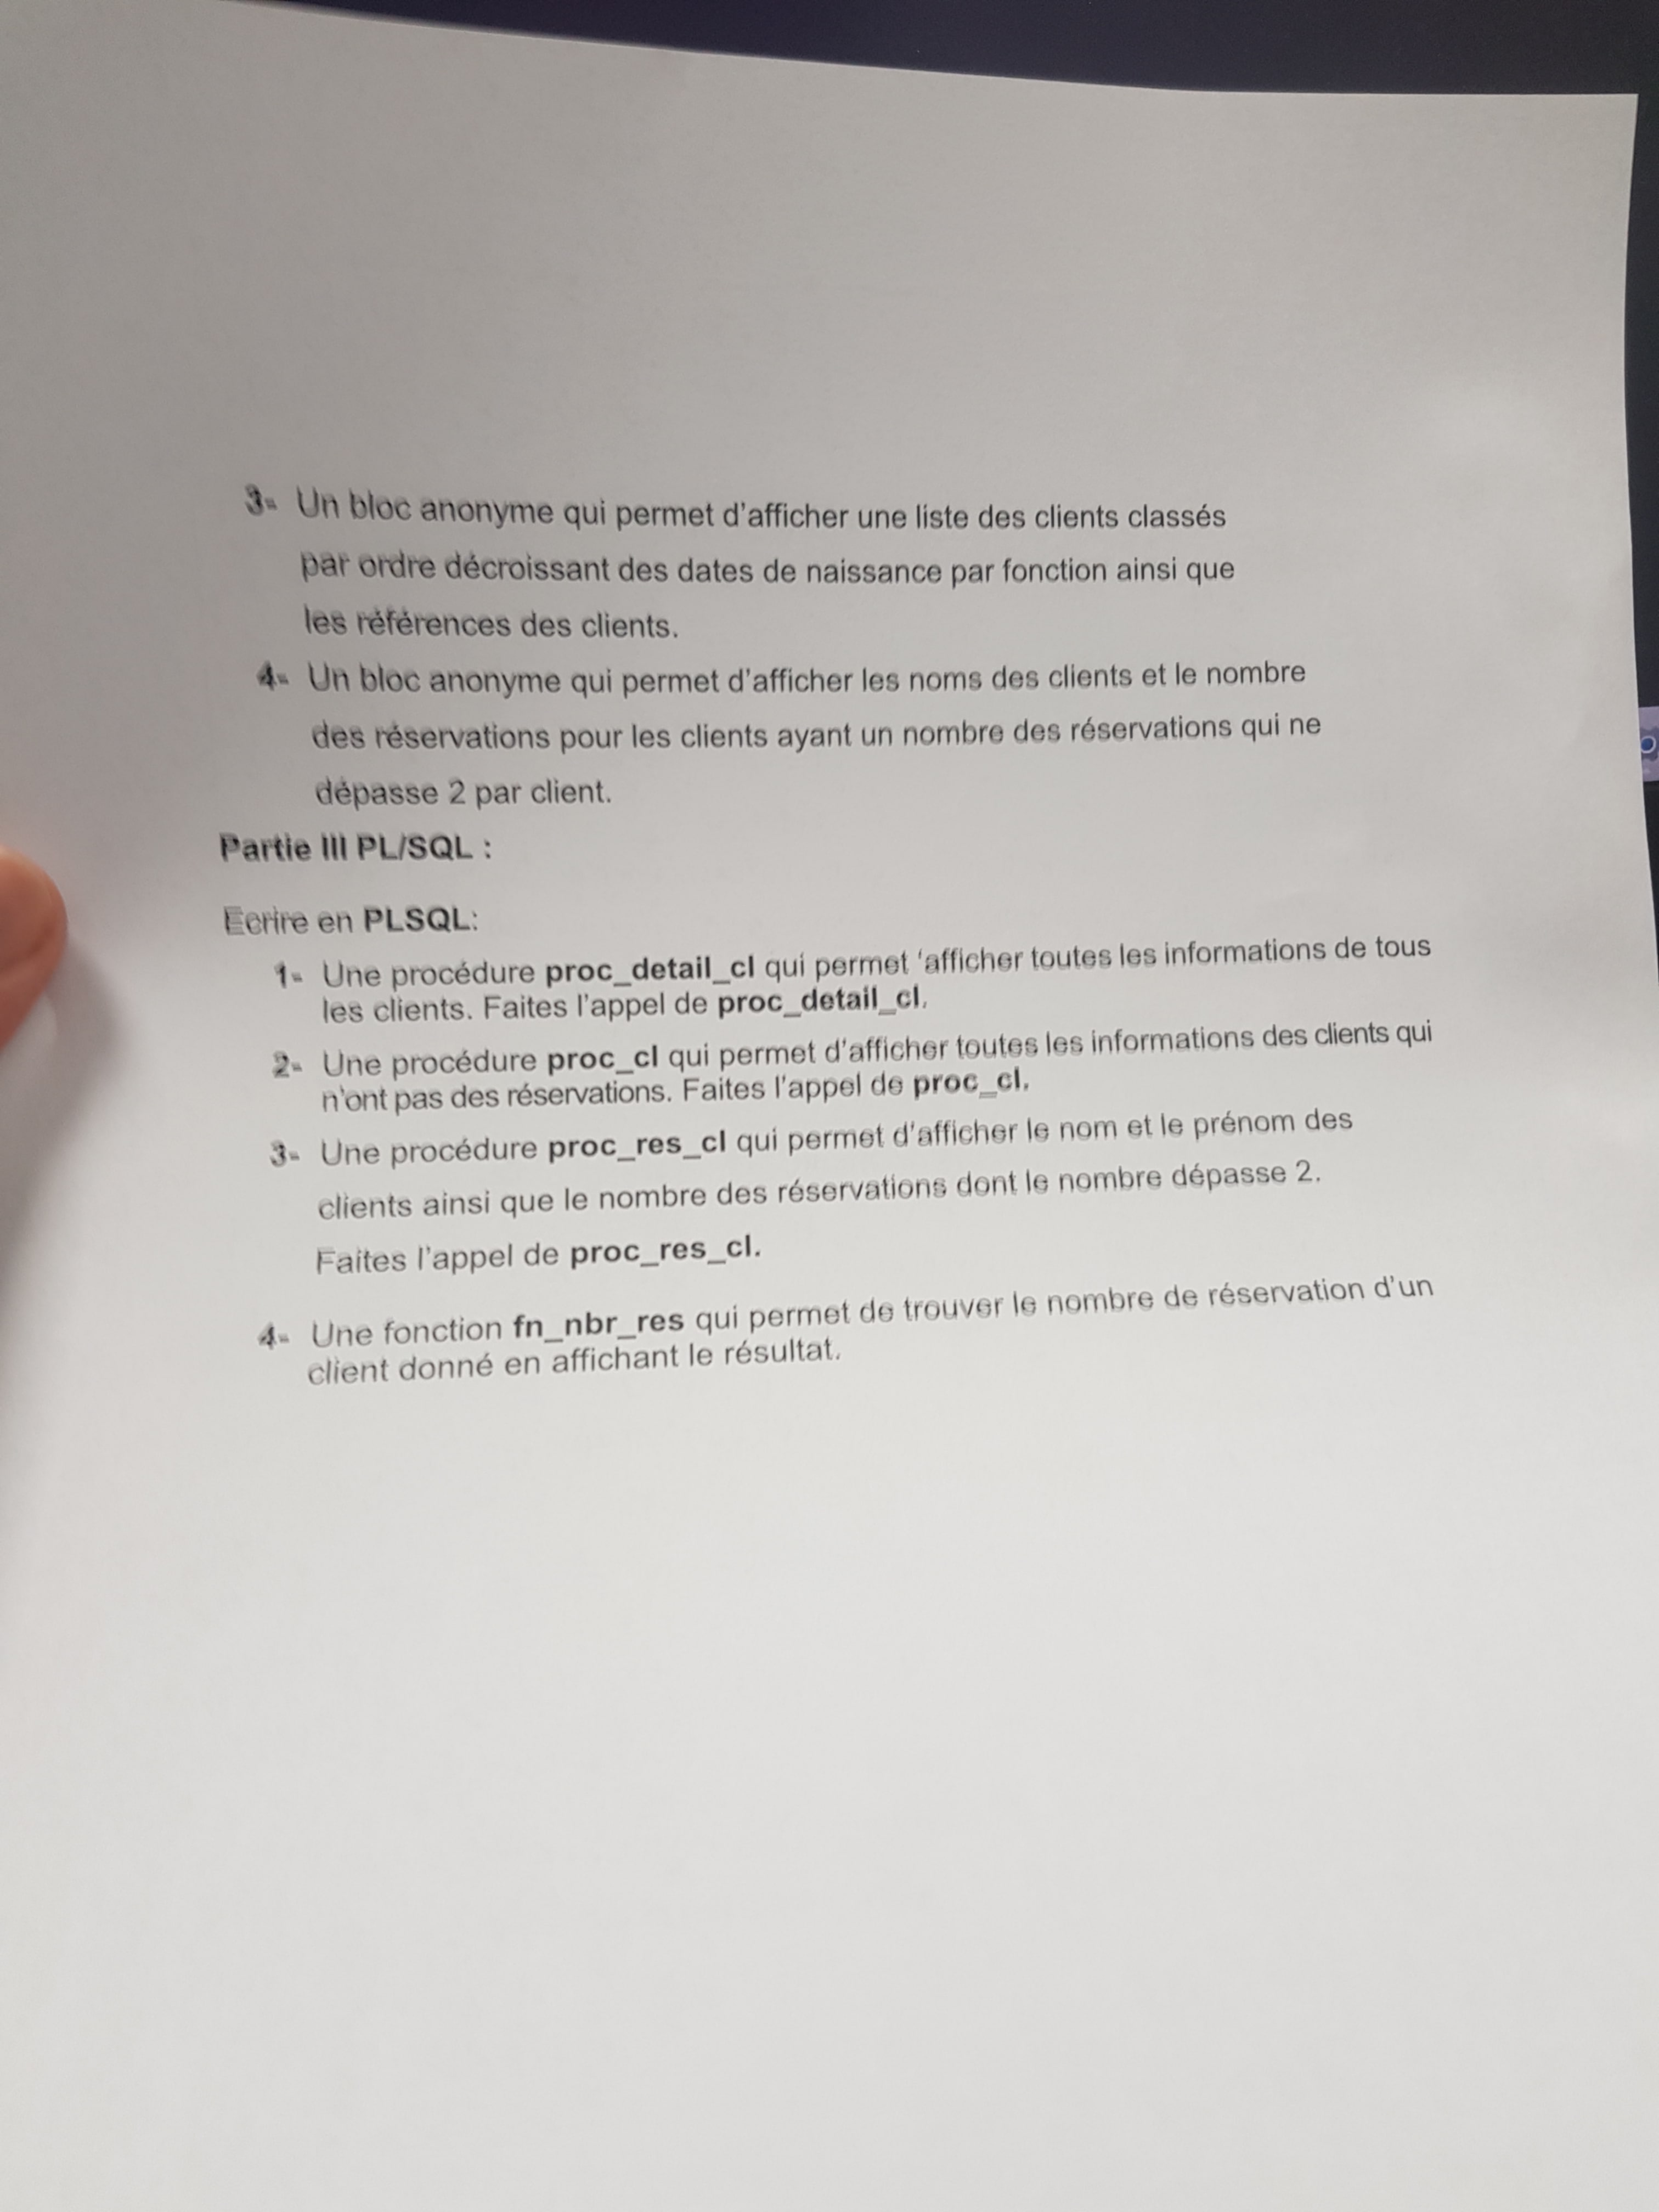 3- Un bloc anonyme qui permet d'afficher une liste des clients classés
par ordre décroissant des dates de naissance par fonction ainsi que
les références des clients.
4- Un bloc anonyme qui permet d'afficher les noms des clients et le nombre
des réservations pour les clients ayant un nombre des réservations qui ne
dépasse 2 par client.
Partie III PL/SQL :
Ecrire en PLSQL:
1- Une procédure proc_detail_cl qui permet 'afficher toutes les informations de tous
les clients. Faites l'appel de proc_detail_cl.
2- Une procédure proc_cl qui permet d'afficher toutes les informations des clients qui
n'ont pas des réservations. Faites l'appel de proc_cl.
3- Une procédure proc_res_cl qui permet d'afficher le nom et le prénom des
clients ainsi que le nombre des réservations dont le nombre dépasse 2.
Faites l'appel de proc_res_cl.
4- Une fonction fn_nbr_res qui permet de trouver le nombre de réservation d'un
client donné en affichant le résultat.